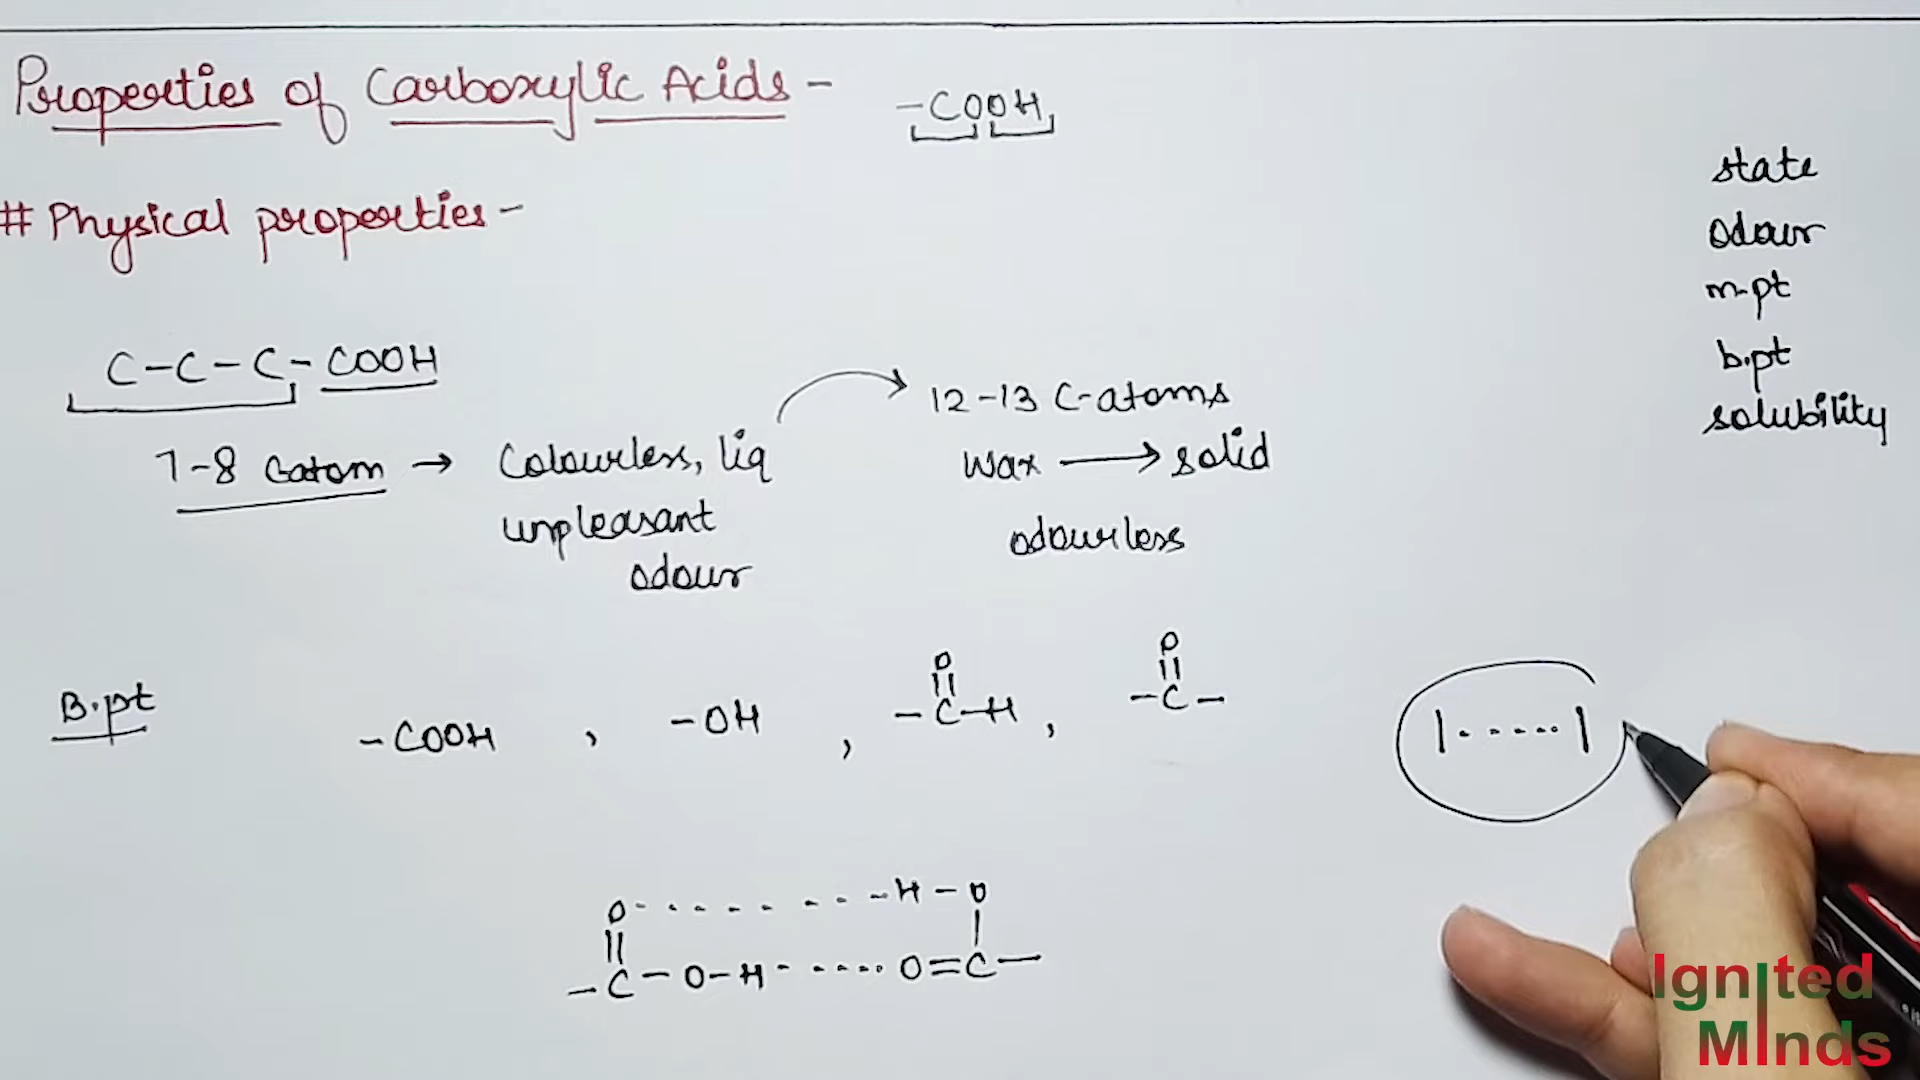 Properties of Carboxylic Acids - -COOH
# Physical properties -
state
odour
m.pt
b.pt
solubility
C-C-C-COOH
7-8 C-atom → Colourless, liq
unpleasant
odour
12-13 C-atoms
wax → solid
odourless
B.pt
-COOH , -OH , 
O
||
-C-H ,
O
||
-C-
|- - - - -|
O- - - - - - -H-O
|| |
-C-O-H- - - - -O=C-
Ignited
Minds